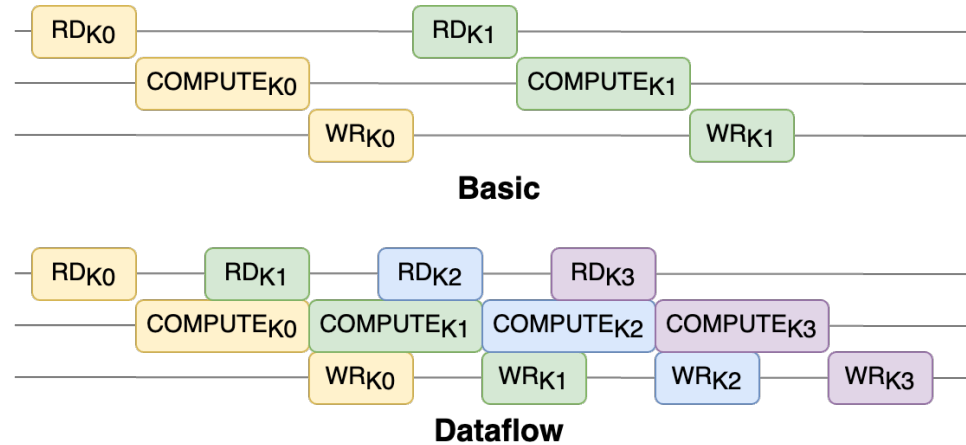 RDK0 RDK1
COMPUTEK0 COMPUTEK1
WRK0 WRK1
Basic
RDK0 RDK1 RDK2 RDK3
COMPUTEK0 COMPUTEK1 COMPUTEK2 COMPUTEK3
WRK0 WRK1 WRK2 WRK3
Dataflow